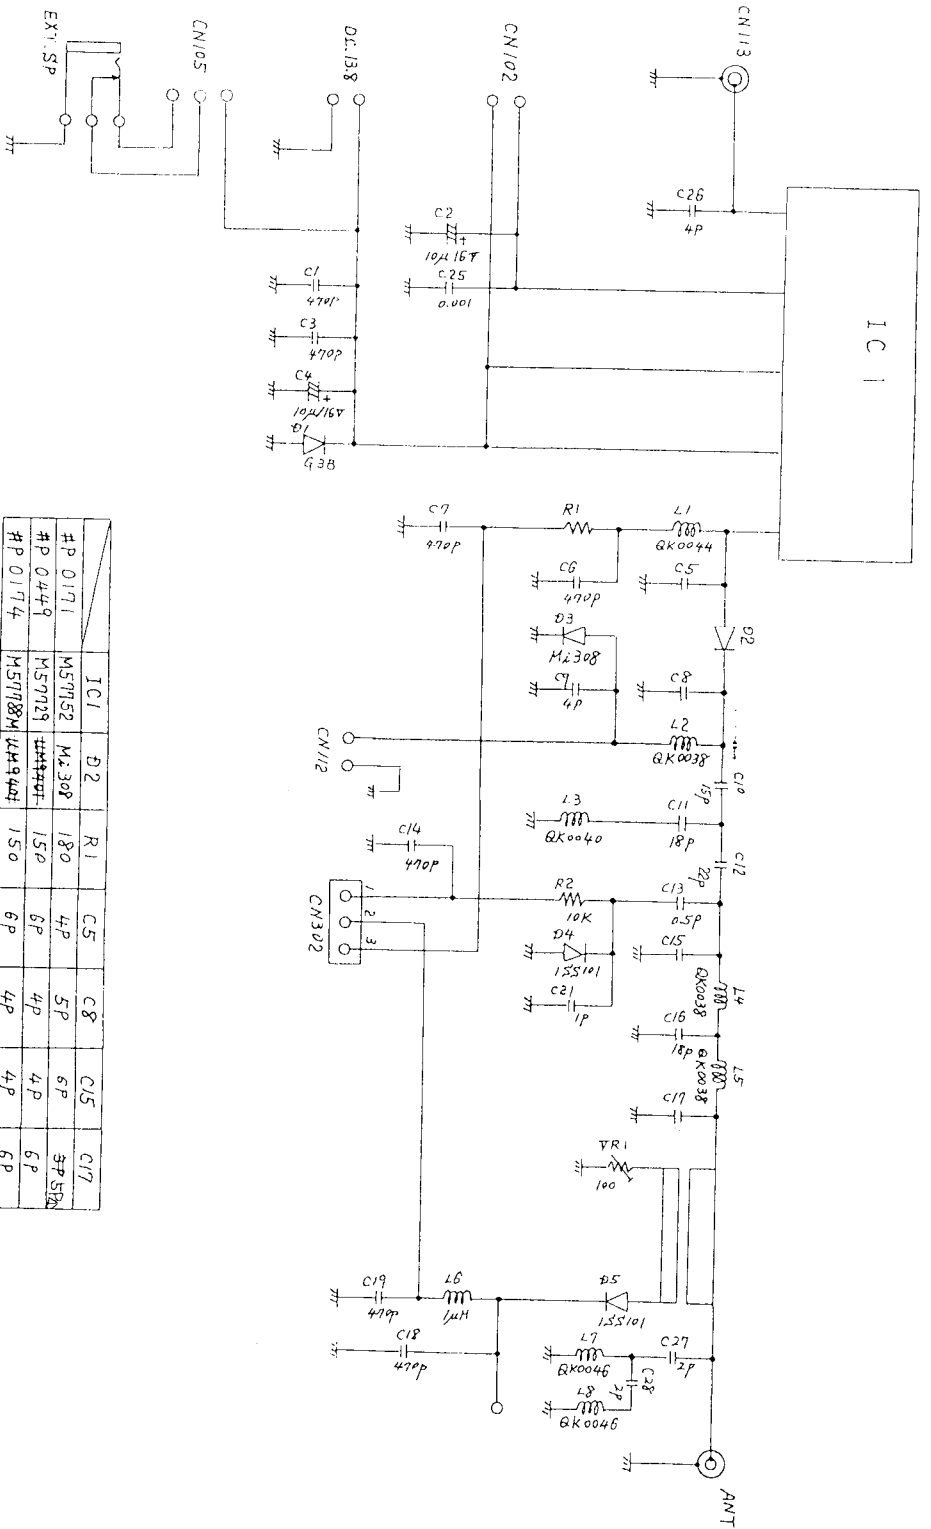 CN113
CN102
DC.13.8
CN105
EXT.SP
IC1
C26
4P
C2
10μ16V
C25
0.001
C1
470P
C3
470P
C4
10μ/16V
D1
G3B
C7
470P
R1
L1
QK0044
C6
470P
C5
D3
Mi308
D2
C9
4P
C8
L2
QK0038
CN112
C10
15P
L3
QK0040
C11
18P
C12
22P
C14
470P
CN302
1
2
3
R2
10K
C13
0.5P
D4
1SS101
C15
C21
1P
L4
QK0038
C16
18P
L5
QK0038
C17
VR1
100
D5
1SS101
L6
1μH
C19
470P
C18
470P
L7
QK0046
C27
2P
C28
2P
L8
QK0046
ANT
IC1 D2 R1 C5 C8 C15 C17
#P0171 M57752 Mi308 180 4P 5P 6P 5P
#P0449 M57729 150 6P 4P 4P 6P
#P0174 M57788M 150 6P 4P 4P 6P